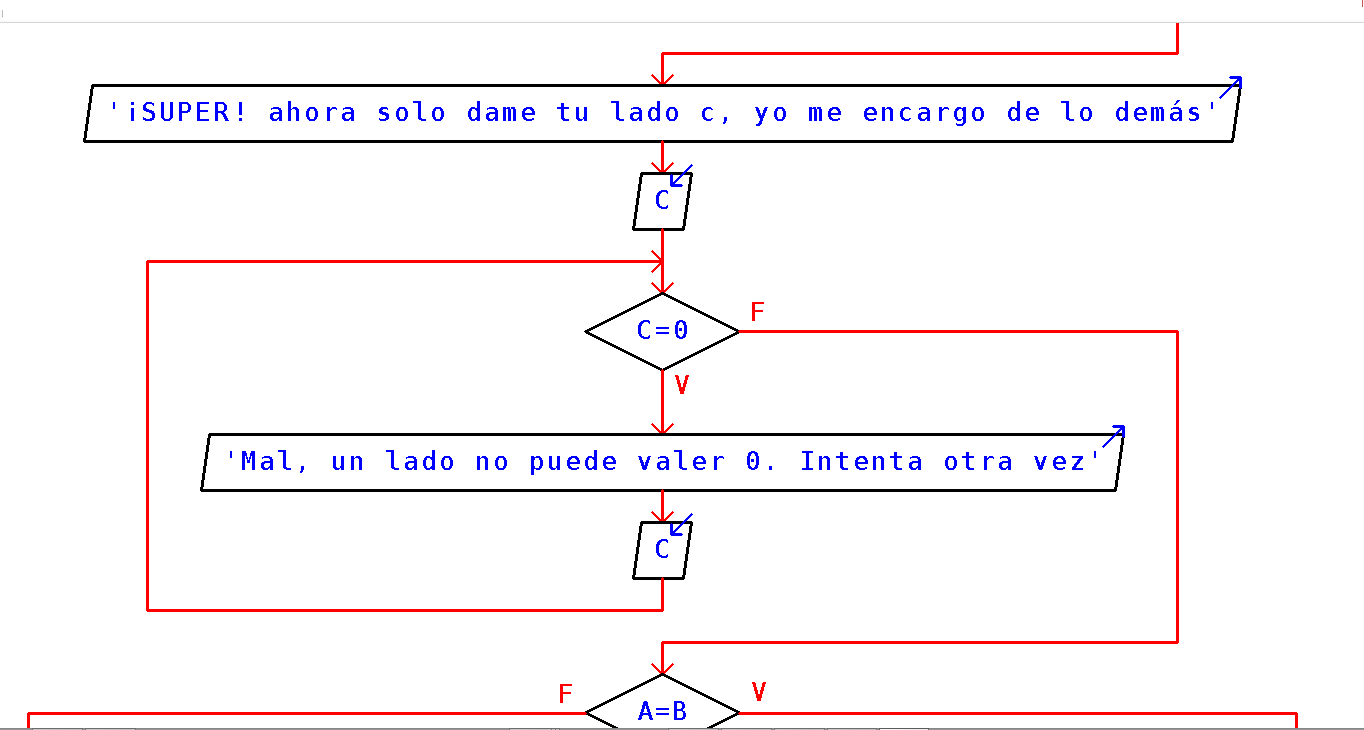 '¡SUPER! ahora solo dame tu lado c, yo me encargo de lo demás'
C
F
C=0
V
'Mal, un lado no puede valer 0. Intenta otra vez'
C
F
V
A=B